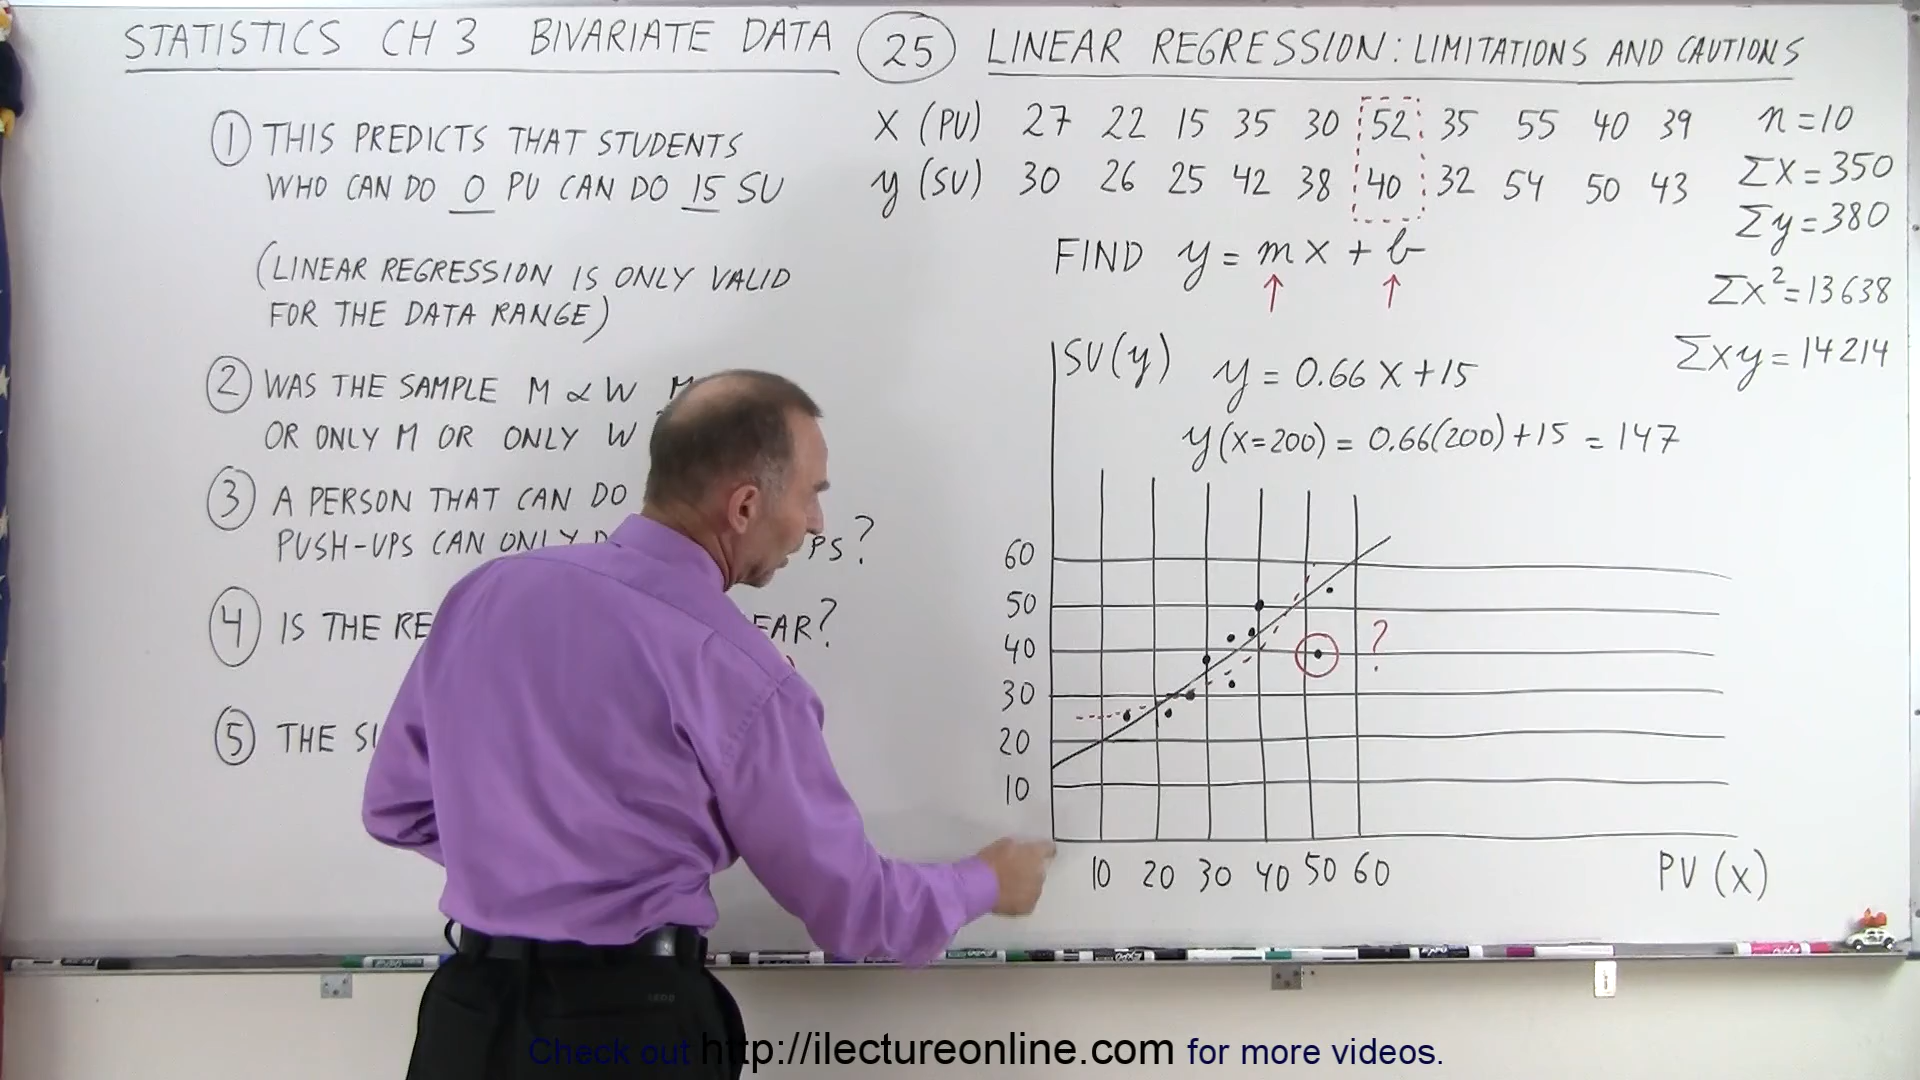 STATISTICS CH 3 BIVARIATE DATA 25 LINEAR REGRESSION: LIMITATIONS AND CAUTIONS
1 THIS PREDICTS THAT STUDENTS
WHO CAN DO 0 PU CAN DO 15 SU
(LINEAR REGRESSION IS ONLY VALID
FOR THE DATA RANGE)
2 WAS THE SAMPLE M & W
OR ONLY M OR ONLY W
3 A PERSON THAT CAN DO
PUSH-UPS CAN ONLY PS?
4 IS THE RE EAR?
5 THE
X (PU) 27 22 15 35 30 52 35 55 40 39
y (SU) 30 26 25 42 38 40 32 54 50 43
n = 10
Σx = 350
Σy = 380
Σx² = 13638
Σxy = 14214
FIND y = mx + b
↑ ↑
SU(y) y = 0.66 X + 15
y(x=200) = 0.66(200) + 15 = 147
60
50
40
30
20
10
?
10 20 30 40 50 60 PU (x)
Check out http://ilectureonline.com for more videos.